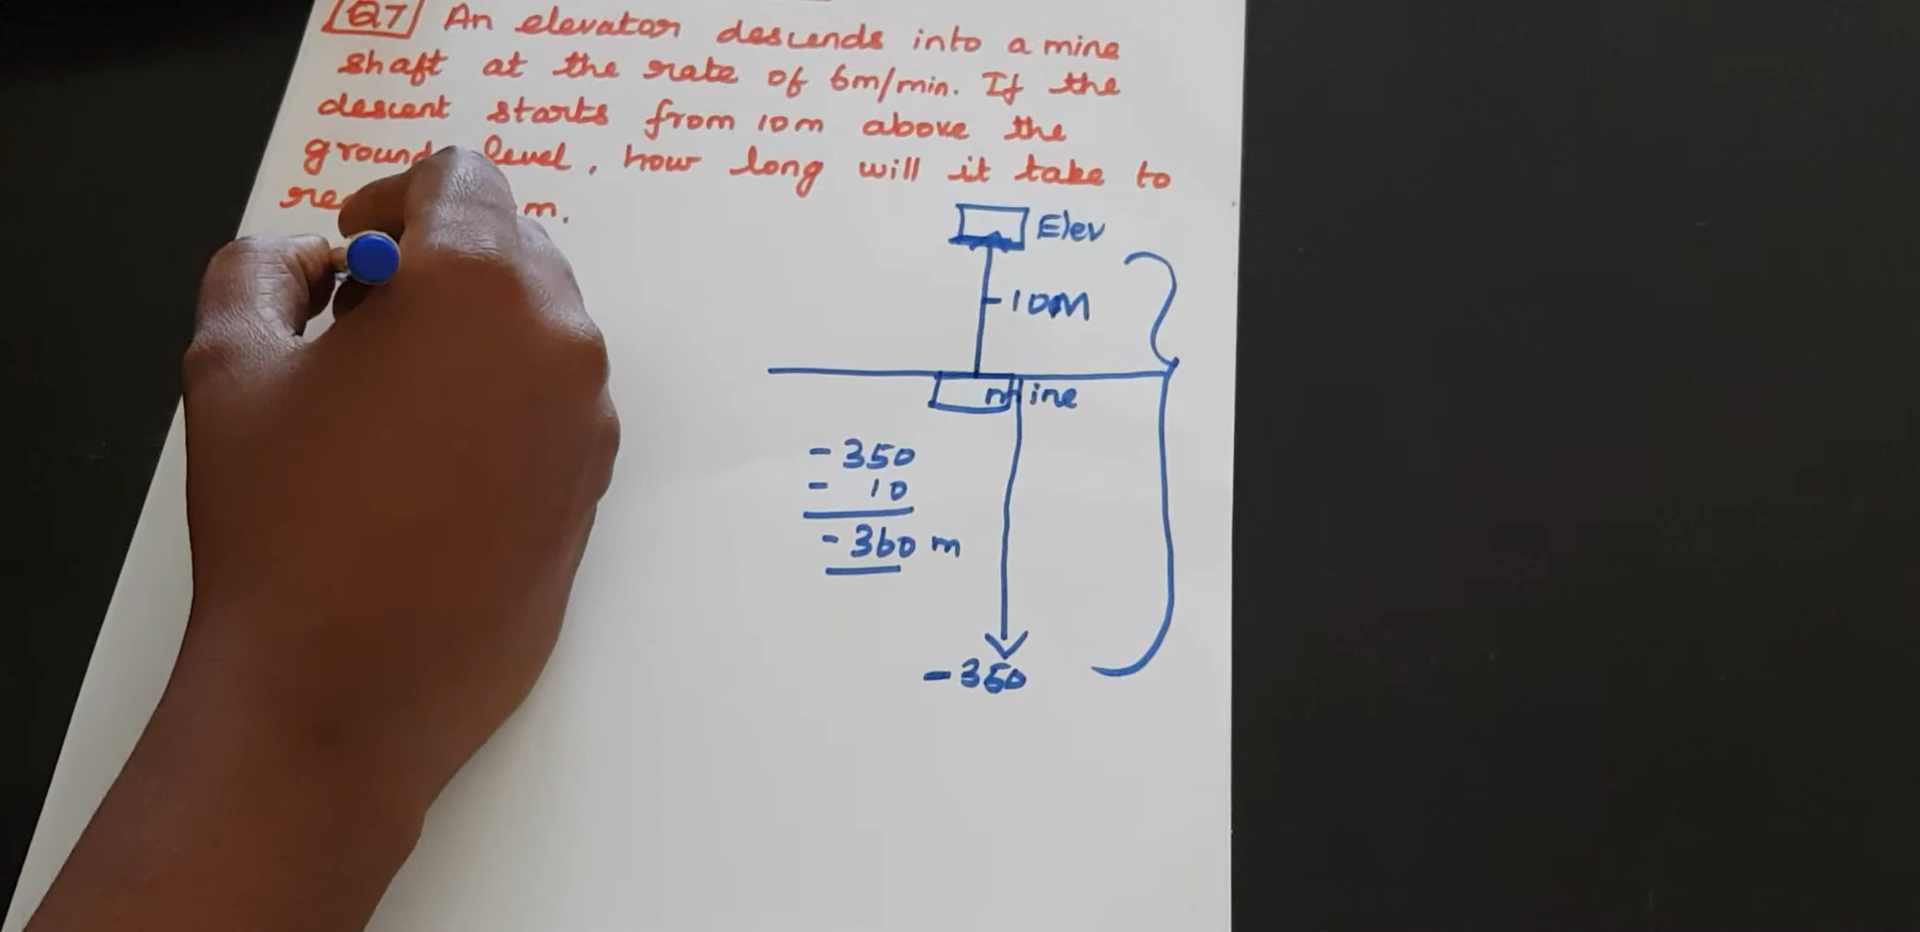 Q7 An elevator descends into a mine
shaft at the rate of 6m/min. If the
descent starts from 10m above the
ground level, how long will it take to
m.
Elev
10M
mine
- 350
- 10
- 360 m
- 350